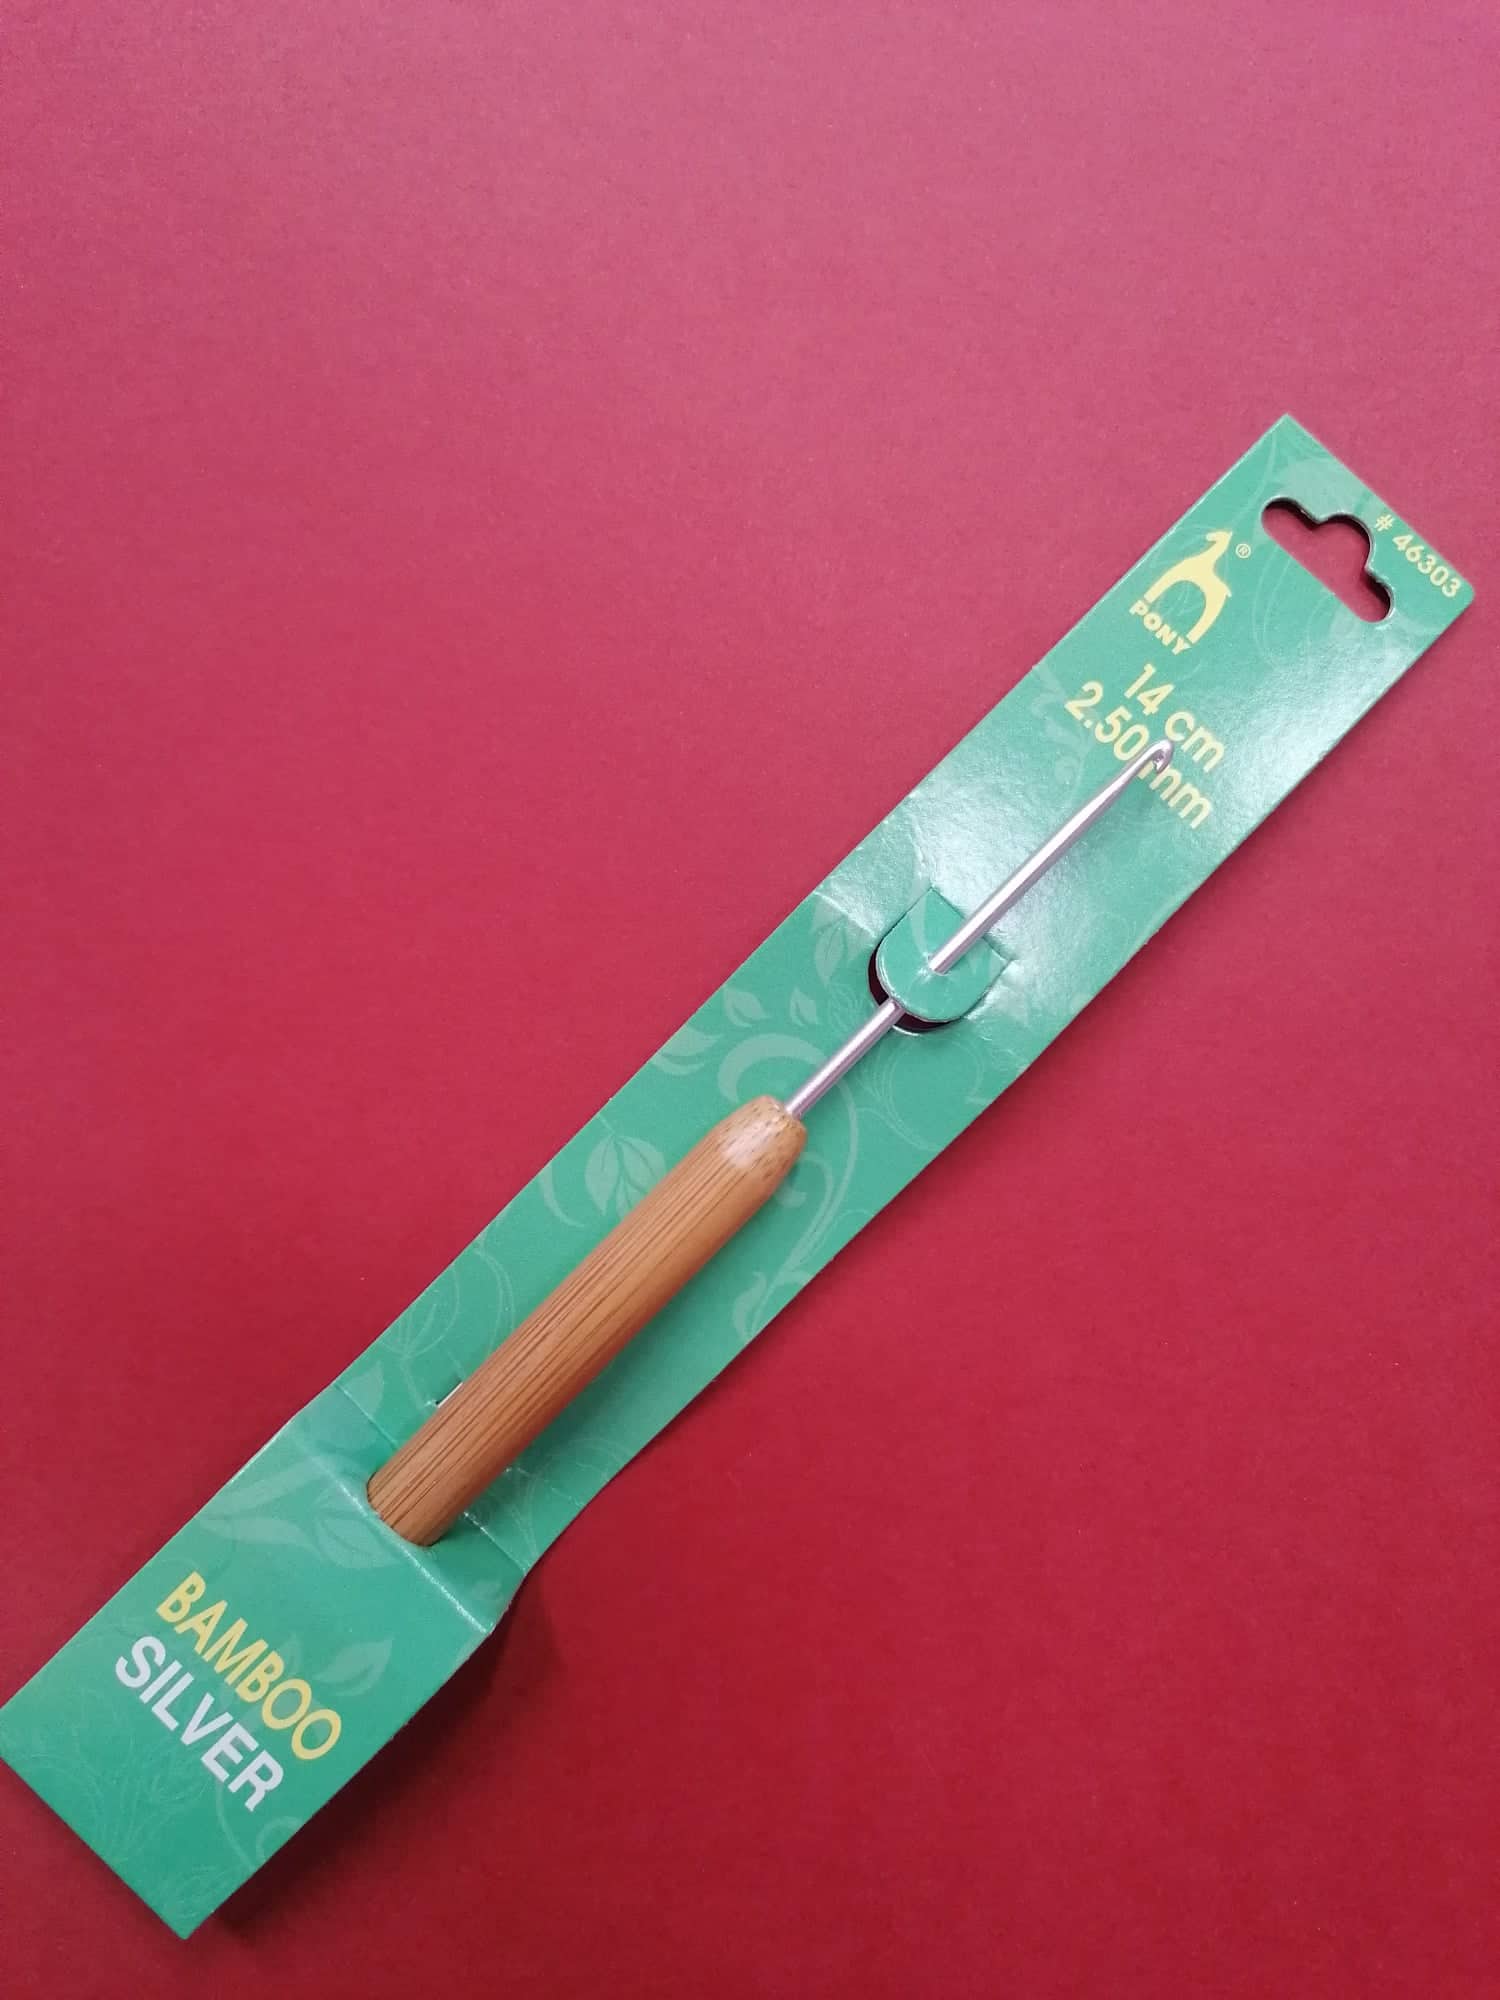 # 46303
®
PONY
14 cm
2.50 mm
BAMBOO
SILVER